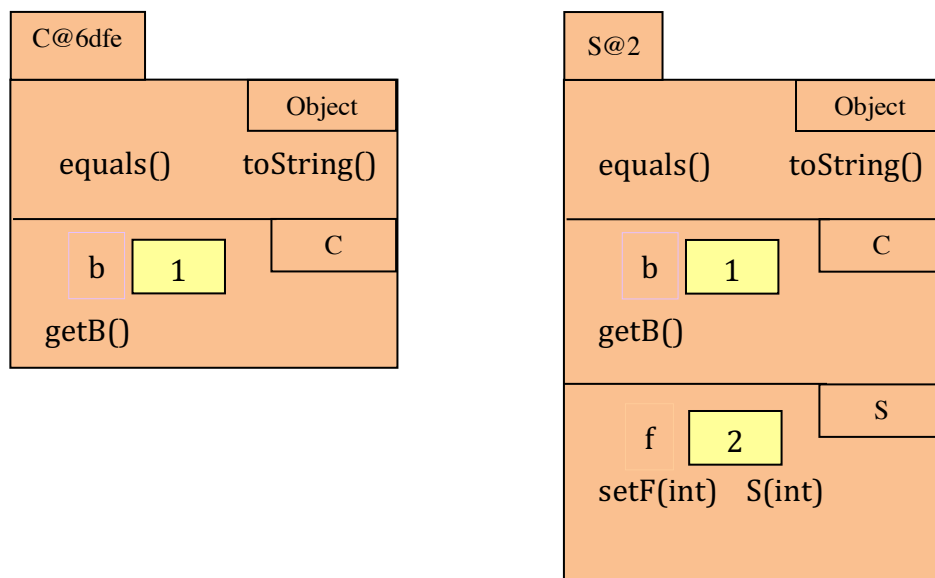 C@6dfe
Object
equals() toString()
C
b 1
getB()
S@2
Object
equals() toString()
C
b 1
getB()
S
f 2
setF(int) S(int)